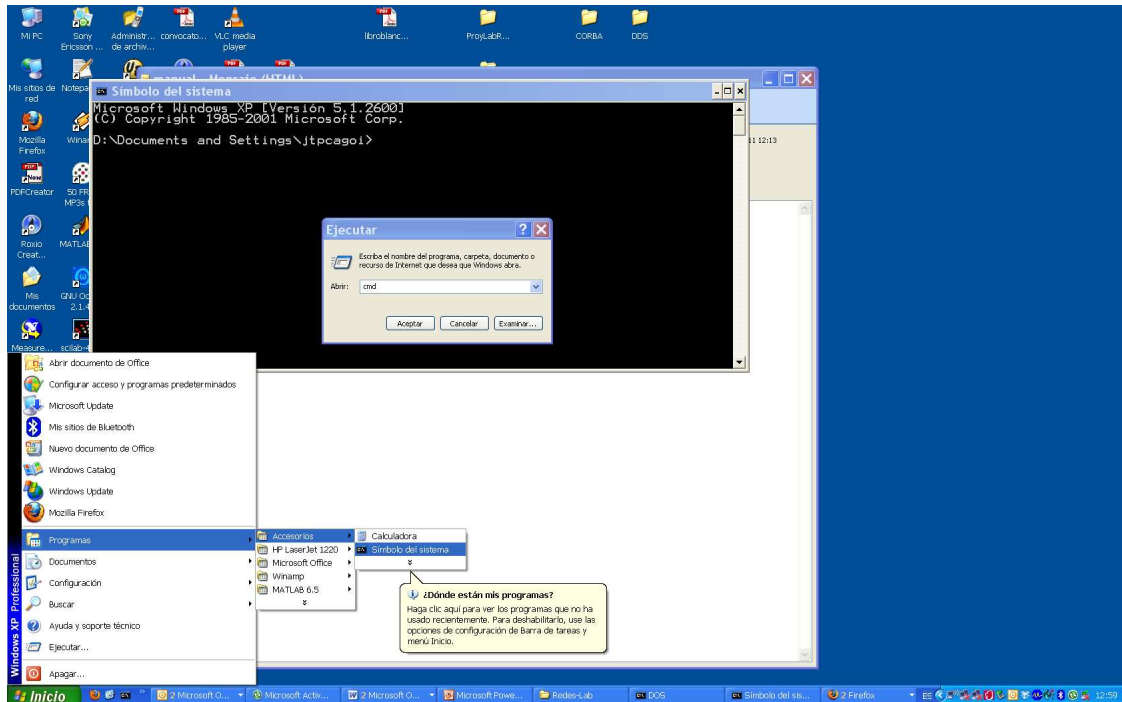 Mi PC
Sony Ericsson ...
Administr... de archiv...
convocato...
VLC media player
libroblanc...
ProyLabR...
CORBA
DDS
Mis sitios de red
Notepa
manual - Mensaje (HTML)
Mozilla Firefox
Wina
PDFCreator
50 FR
MP3s
Roxio Creat...
MATLA
Mis documentos
GNU Oc
2.1.4
Measure...
scilab-4
11 12:13
Símbolo del sistema
Microsoft Windows XP [Versión 5.1.2600]
(C) Copyright 1985-2001 Microsoft Corp.
D:\Documents and Settings\jtpcagoi>
Ejecutar
Escriba el nombre del programa, carpeta, documento o
recurso de Internet que desea que Windows abra.
Abrir: cmd
Aceptar Cancelar Examinar...
Abrir documento de Office
Configurar acceso y programas predeterminados
Microsoft Update
Mis sitios de Bluetooth
Nuevo documento de Office
Windows Catalog
Windows Update
Mozilla Firefox
Programas
Documentos
Configuración
Buscar
Ayuda y soporte técnico
Ejecutar...
Apagar...
Windows XP Professional
Accesorios
HP LaserJet 1220
Microsoft Office
Winamp
MATLAB 6.5
Calculadora
Símbolo del sistema
¿Dónde están mis programas?
Haga clic aquí para ver los programas que no ha
usado recientemente. Para deshabilitarlo, use las
opciones de configuración de Barra de tareas y
menú Inicio.
Inicio
2 Microsoft O...
Microsoft Activ...
2 Microsoft O...
Microsoft Powe...
Redes-Lab
DOS
Símbolo del sis...
2 Firefox
12:59